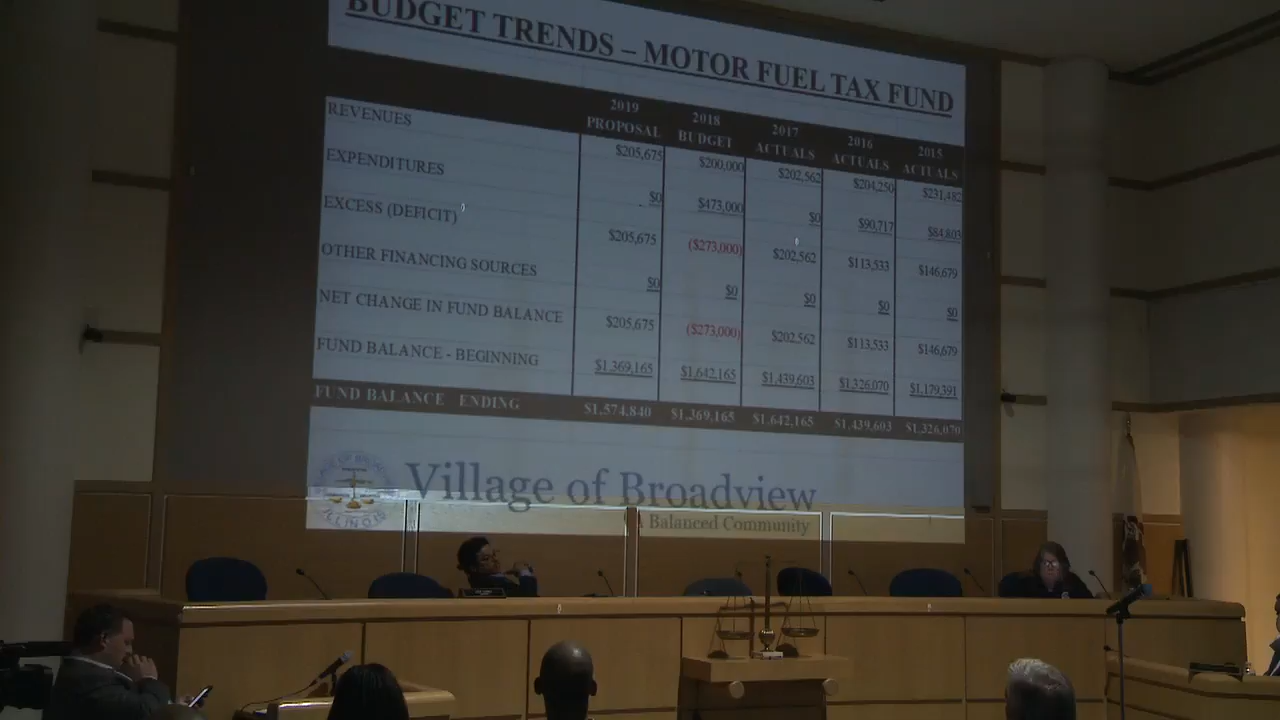 BUDGET TRENDS – MOTOR FUEL TAX FUND
2019 PROPOSAL 2018 BUDGET 2017 ACTUALS 2016 ACTUALS 2015 ACTUALS
REVENUES $205,675 $200,000 $202,562 $204,250 $231,482
EXPENDITURES $0 $473,000 $0 $90,717 $84,803
EXCESS (DEFICIT) $205,675 ($273,000) $202,562 $113,533 $146,679
OTHER FINANCING SOURCES $0 $0 $0 $0 $0
NET CHANGE IN FUND BALANCE $205,675 ($273,000) $202,562 $113,533 $146,679
FUND BALANCE - BEGINNING $1,369,165 $1,642,165 $1,439,603 $1,326,070 $1,179,391
FUND BALANCE ENDING $1,574,840 $1,369,165 $1,642,165 $1,439,603 $1,326,070
Village of Broadview
Balanced Community
ILLINOIS